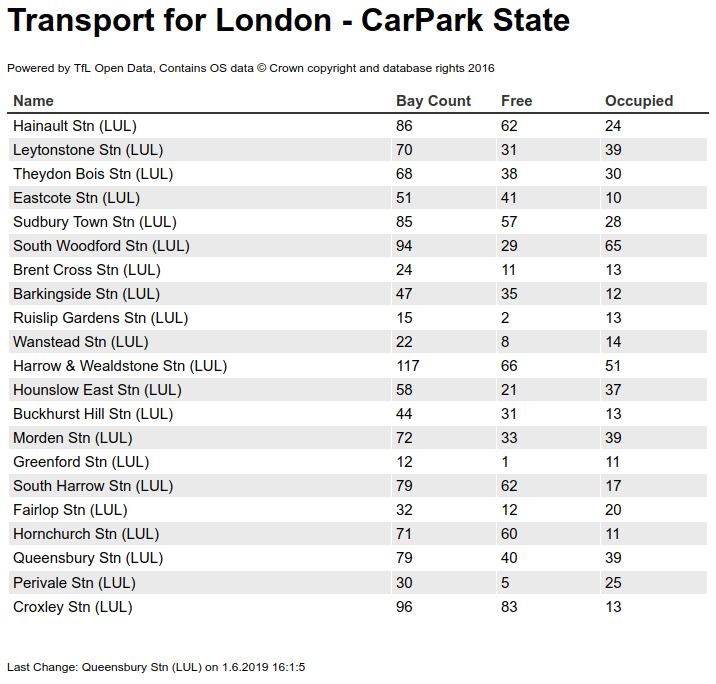 Transport for London - CarPark State
Powered by TfL Open Data, Contains OS data © Crown copyright and database rights 2016
Name Bay Count Free Occupied
Hainault Stn (LUL) 86 62 24
Leytonstone Stn (LUL) 70 31 39
Theydon Bois Stn (LUL) 68 38 30
Eastcote Stn (LUL) 51 41 10
Sudbury Town Stn (LUL) 85 57 28
South Woodford Stn (LUL) 94 29 65
Brent Cross Stn (LUL) 24 11 13
Barkingside Stn (LUL) 47 35 12
Ruislip Gardens Stn (LUL) 15 2 13
Wanstead Stn (LUL) 22 8 14
Harrow & Wealdstone Stn (LUL) 117 66 51
Hounslow East Stn (LUL) 58 21 37
Buckhurst Hill Stn (LUL) 44 31 13
Morden Stn (LUL) 72 33 39
Greenford Stn (LUL) 12 1 11
South Harrow Stn (LUL) 79 62 17
Fairlop Stn (LUL) 32 12 20
Hornchurch Stn (LUL) 71 60 11
Queensbury Stn (LUL) 79 40 39
Perivale Stn (LUL) 30 5 25
Croxley Stn (LUL) 96 83 13
Last Change: Queensbury Stn (LUL) on 1.6.2019 16:1:5